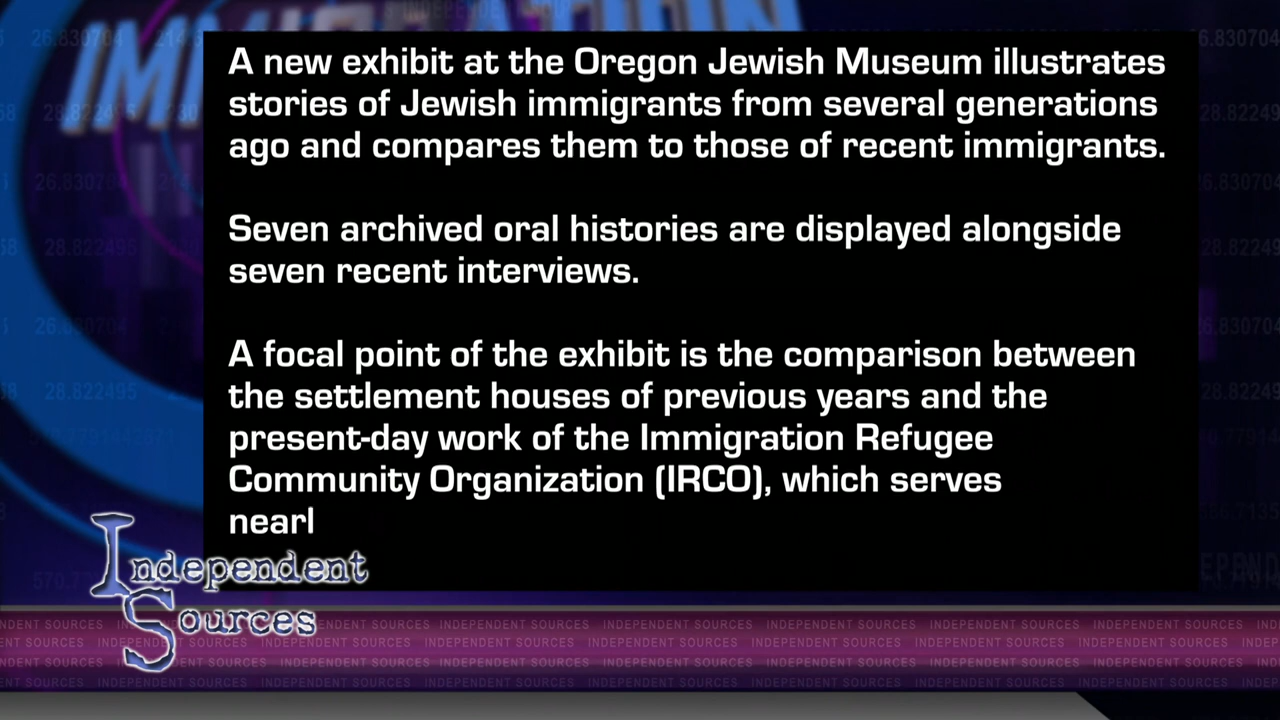 IMMIGRATION
A new exhibit at the Oregon Jewish Museum illustrates
stories of Jewish immigrants from several generations
ago and compares them to those of recent immigrants.
Seven archived oral histories are displayed alongside
seven recent interviews.
A focal point of the exhibit is the comparison between
the settlement houses of previous years and the
present-day work of the Immigration Refugee
Community Organization (IRCO), which serves
nearl
Independent
Sources